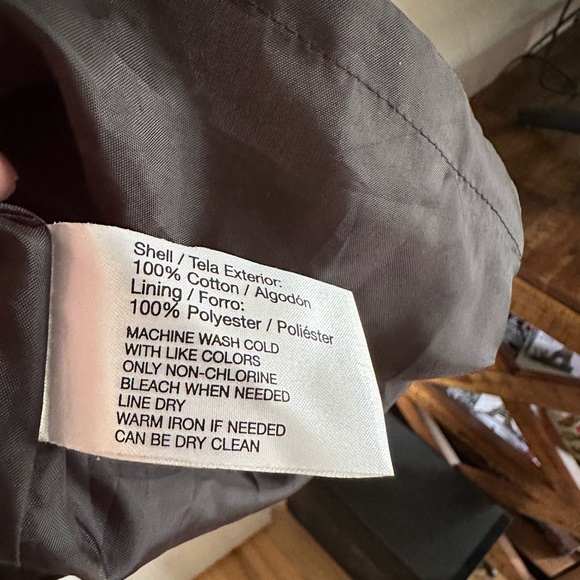 Shell / Tela Exterior:
100% Cotton / Algodón
Lining / Forro:
100% Polyester / Poliéster
MACHINE WASH COLD
WITH LIKE COLORS
ONLY NON-CHLORINE
BLEACH WHEN NEEDED
LINE DRY
WARM IRON IF NEEDED
CAN BE DRY CLEAN